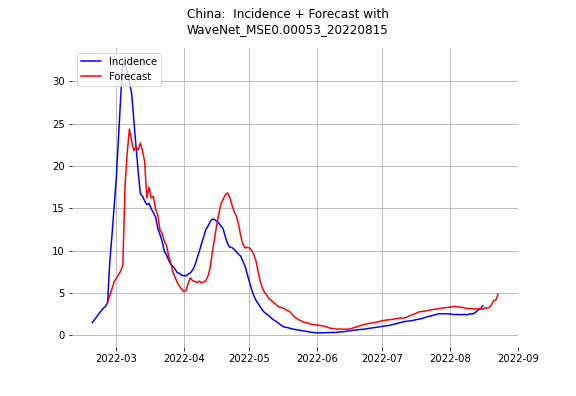 China:  Incidence + Forecast with
WaveNet_MSE0.00053_20220815
Incidence
Forecast
30
25
20
15
10
5
0
2022-03 2022-04 2022-05 2022-06 2022-07 2022-08 2022-09